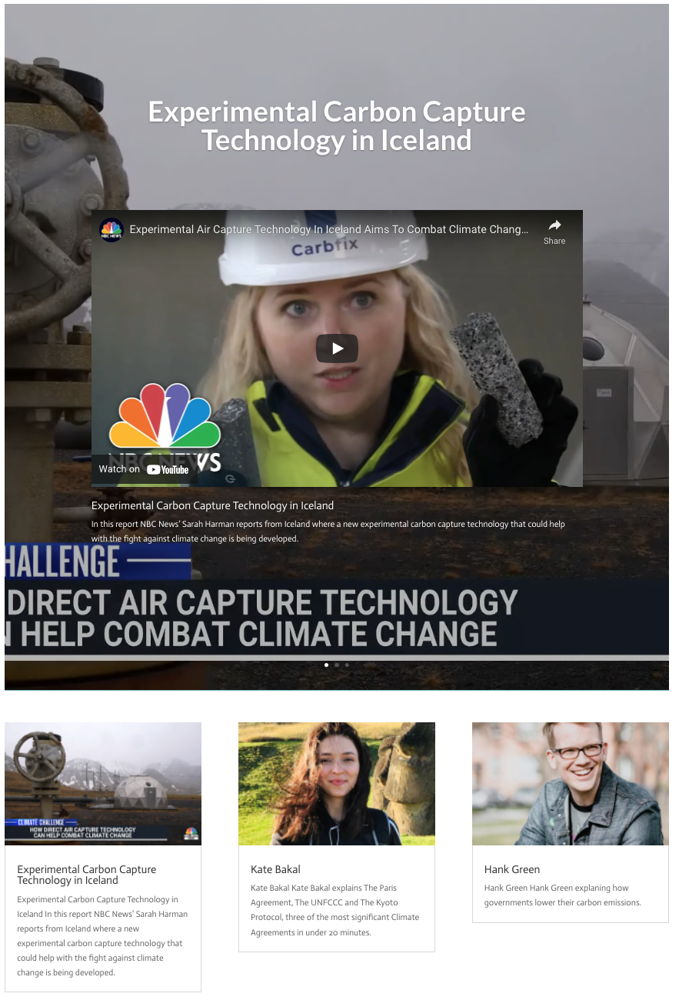 Experimental Carbon Capture
Technology in Iceland
NBC NEWS
Experimental Air Capture Technology In Iceland Aims To Combat Climate Chang...
Share
Carbfix
NBC NEWS
Watch on YouTube
Experimental Carbon Capture Technology in Iceland
In this report NBC News' Sarah Harman reports from Iceland where a new experimental carbon capture technology that could help
with the fight against climate change is being developed.
HALLENGE
DIRECT AIR CAPTURE TECHNOLOGY
N HELP COMBAT CLIMATE CHANGE
CLIMATE CHALLENGE
HOW DIRECT AIR CAPTURE TECHNOLOGY
CAN HELP COMBAT CLIMATE CHANGE
Experimental Carbon Capture
Technology in Iceland
Experimental Carbon Capture Technology in
Iceland In this report NBC News' Sarah Harman
reports from Iceland where a new
experimental carbon capture technology that
could help with the fight against climate
change is being developed.
Kate Bakal
Kate Bakal Kate Bakal explains The Paris
Agreement, The UNFCCC and The Kyoto
Protocol, three of the most significant Climate
Agreements in under 20 minutes.
Hank Green
Hank Green Hank Green explaning how
governments lower their carbon emissions.